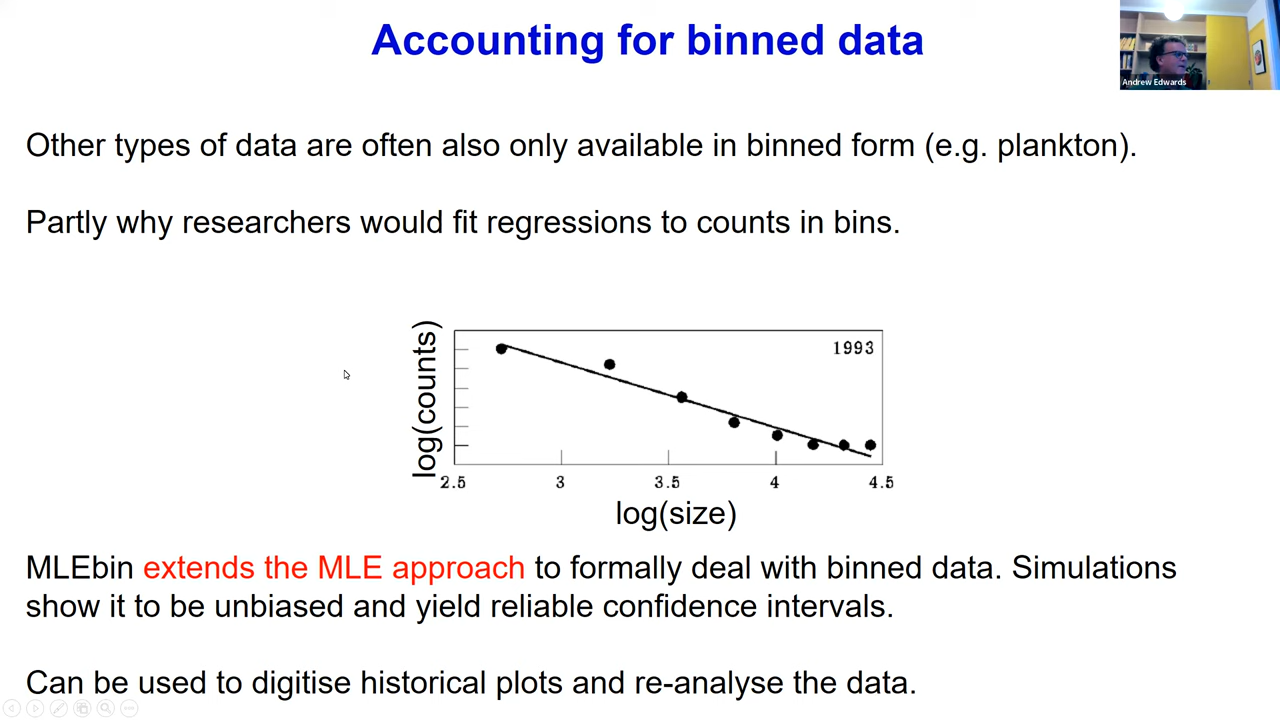 Accounting for binned data
Andrew Edwards
Other types of data are often also only available in binned form (e.g. plankton).
Partly why researchers would fit regressions to counts in bins.
log(counts)
1993
2.5 3 3.5 4 4.5
log(size)
MLEbin extends the MLE approach to formally deal with binned data. Simulations
show it to be unbiased and yield reliable confidence intervals.
Can be used to digitise historical plots and re-analyse the data.